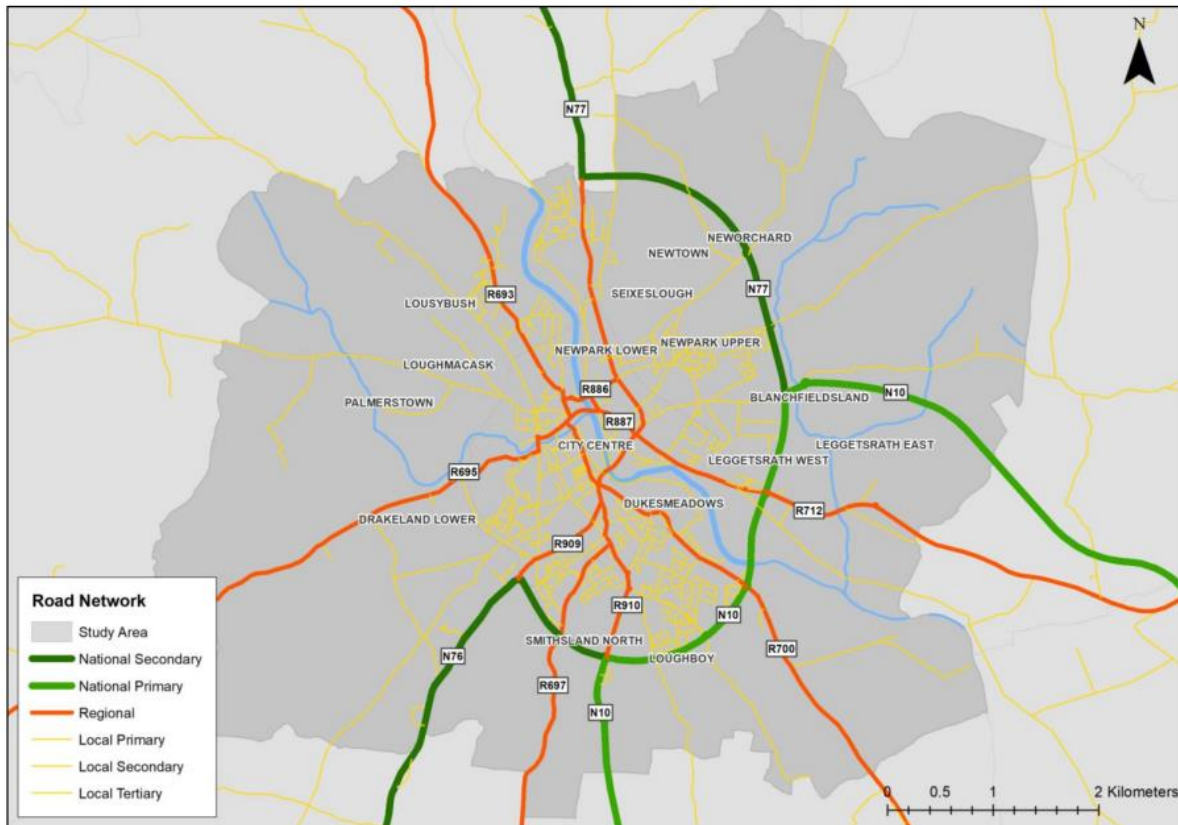 N
N77
NEWORCHARD
NEWTOWN
N77
SEIXESLOUGH
R693
LOUSYBUSH
NEWPARK UPPER
NEWPARK LOWER
LOUGHMACASK
R886
N10
PALMERSTOWN
BLANCHFIELDSLAND
R887
CITY CENTRE
LEGGETSRATH EAST
LEGGETSRATH WEST
R695
DUKESMEADOWS
R712
DRAKELAND LOWER
R909
R910
N10
SMITHSLAND NORTH
LOUGHBOY
R700
N76
R697
N10
Road Network
Study Area
National Secondary
National Primary
Regional
Local Primary
Local Secondary
Local Tertiary
0 0.5 1 2 Kilometers